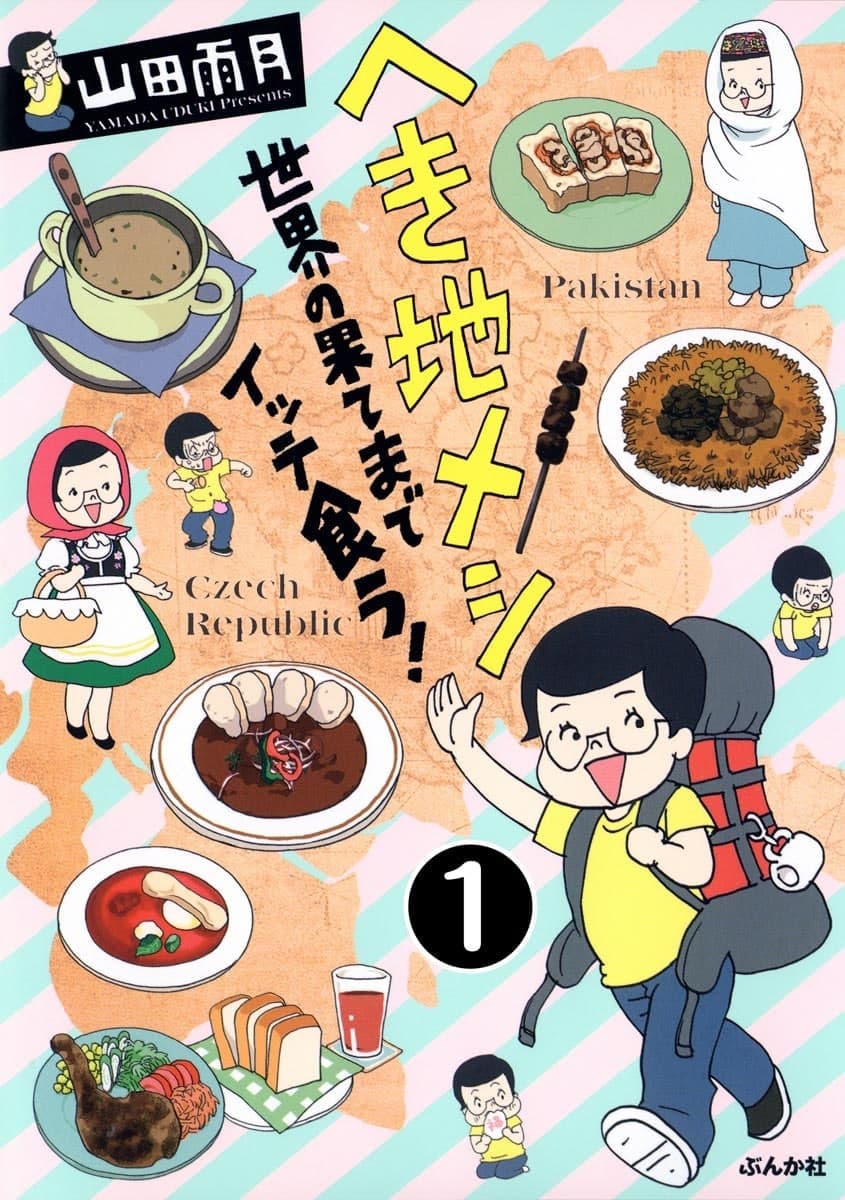 山田雨月
YAMADA UDUKI Presents
へき地メシ
世界の果てまで
イッテ食う!
Pakistan
Czech
Republic
1
福
ぶんか社